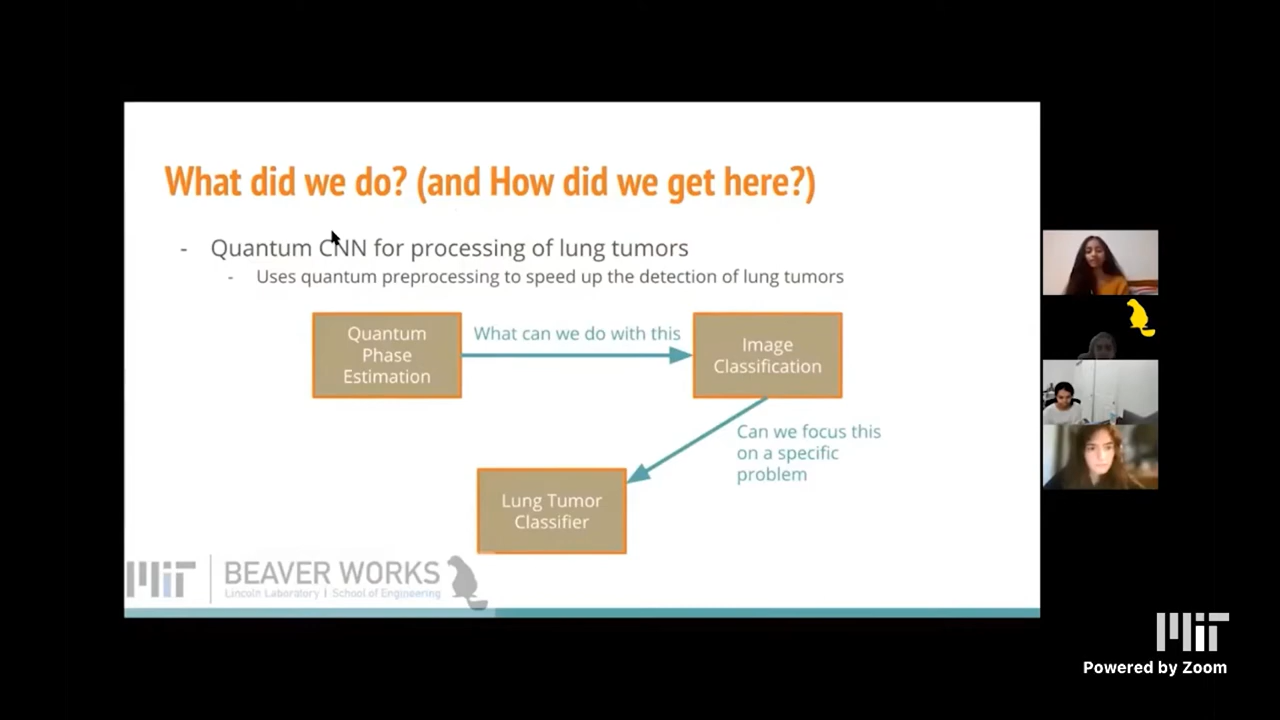 What did we do? (and How did we get here?)
- Quantum CNN for processing of lung tumors
- Uses quantum preprocessing to speed up the detection of lung tumors
Quantum
Phase
Estimation
What can we do with this
Image
Classification
Can we focus this
on a specific
problem
Lung Tumor
Classifier
MIT | BEAVER WORKS
Lincoln Laboratory | School of Engineering
MIT
Powered by Zoom